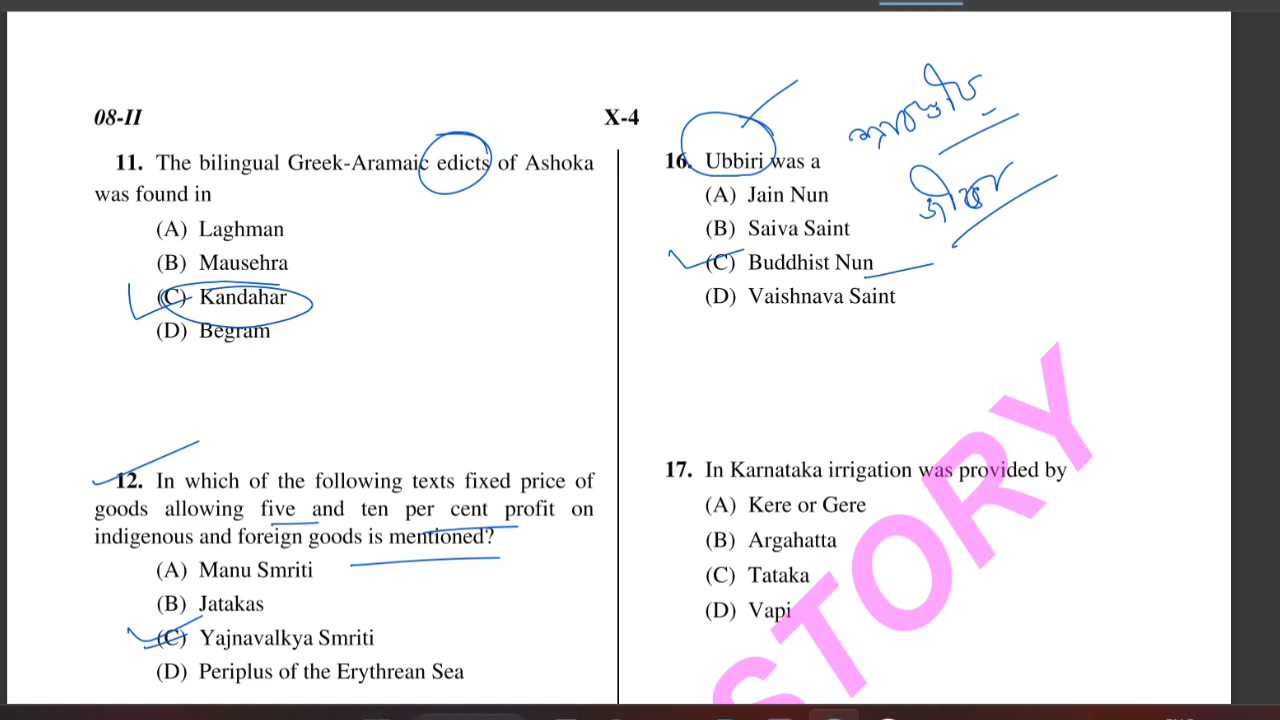 08-II
X-4
11. The bilingual Greek-Aramaic edicts of Ashoka
was found in
(A) Laghman
(B) Mausehra
(C) Kandahar
(D) Begram
12. In which of the following texts fixed price of
goods allowing five and ten per cent profit on
indigenous and foreign goods is mentioned?
(A) Manu Smriti
(B) Jatakas
(C) Yajnavalkya Smriti
(D) Periplus of the Erythrean Sea
16. Ubbiri was a
(A) Jain Nun
(B) Saiva Saint
(C) Buddhist Nun
(D) Vaishnava Saint
17. In Karnataka irrigation was provided by
(A) Kere or Gere
(B) Argahatta
(C) Tataka
(D) Vapi
STORY